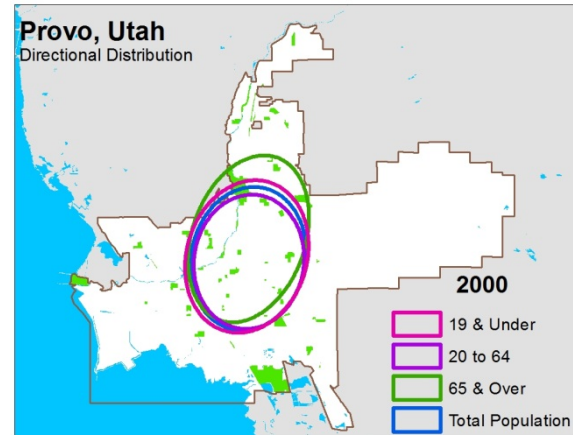 Provo, Utah
Directional Distribution
2000
19 & Under
20 to 64
65 & Over
Total Population